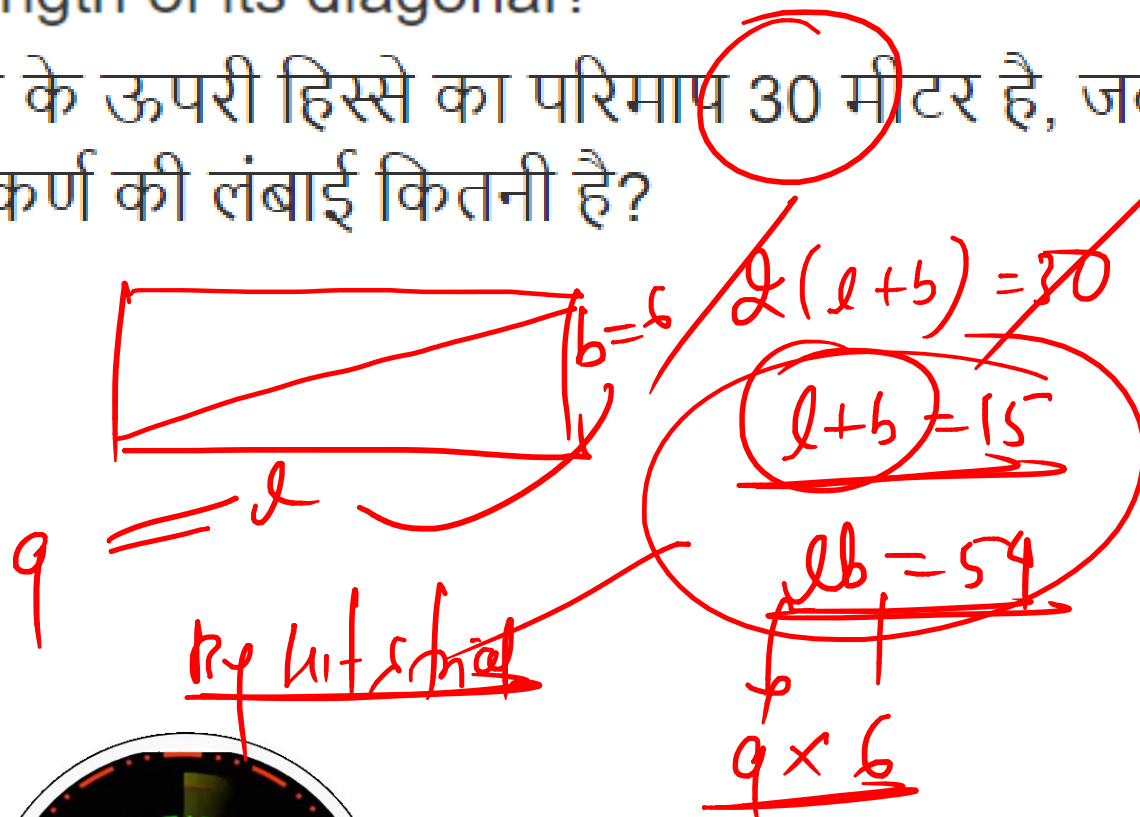 ngth of its diagonal?
के ऊपरी हिस्से का परिमाप 30 मीटर है, जब
कर्ण की लंबाई कितनी है?
2(l+b) = 30
b=6
l+b = 15
l
lb = 54
9
By hit & trial
9 × 6